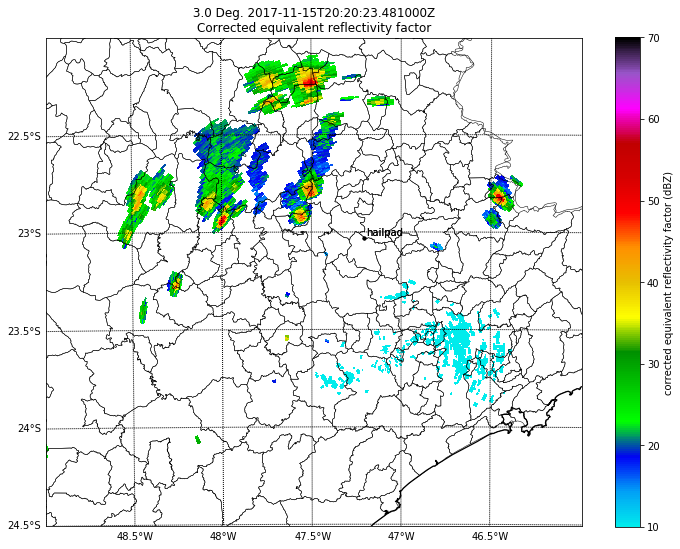 3.0 Deg. 2017-11-15T20:20:23.481000Z
Corrected equivalent reflectivity factor
70
60
50
40
30
20
10
corrected equivalent reflectivity factor (dBZ)
22.5°S
23°S
23.5°S
24°S
24.5°S
hailpad
48.5°W
48°W
47.5°W
47°W
46.5°W